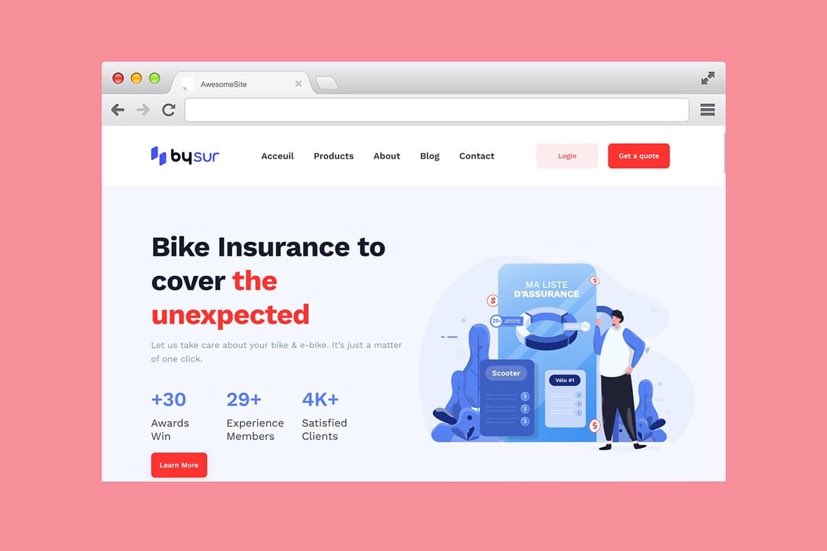 AwesomeSite
bysur
Acceuil Products About Blog Contact Login Get a quote
Bike Insurance to
cover the
unexpected
Let us take care about your bike & e-bike. It's just a matter
of one click.
+30 29+ 4K+
Awards Experience Satisfied
Win Members Clients
Learn More
MA LISTE
D'ASSURANCE
25%
Scooter
Vélo #1